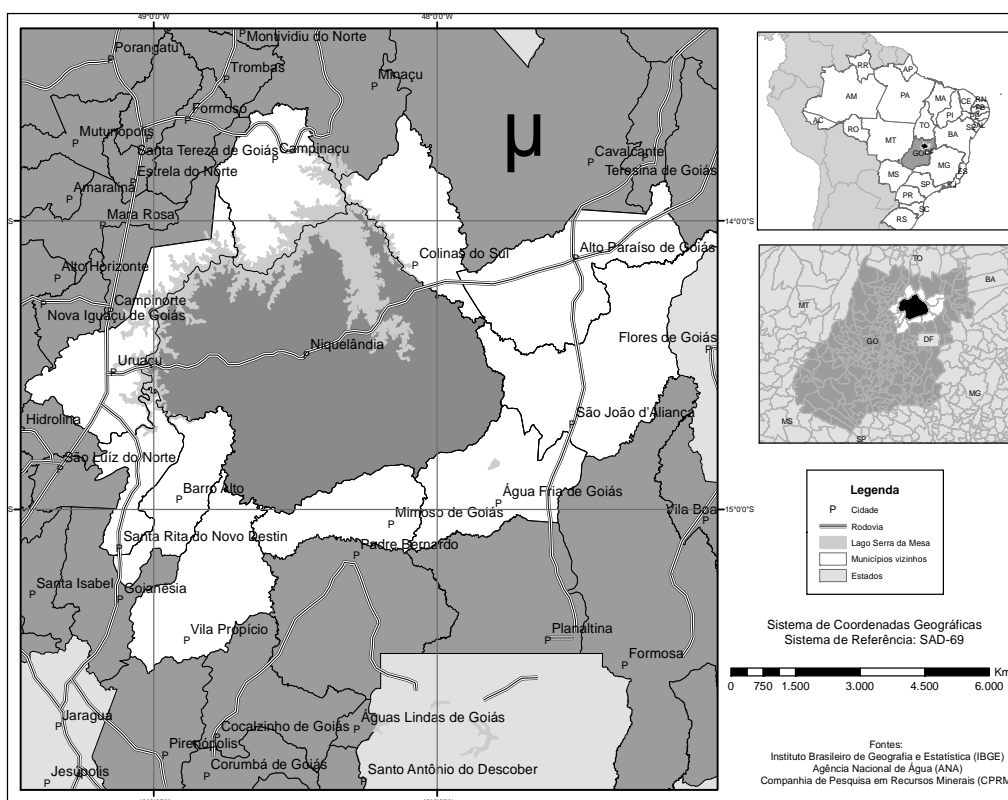 49°0'0"W
48°0'0"W
Porangatu
Montividiu do Norte
Trombas
Minaçu
Formoso
Mutunópolis
Santa Tereza de Goiás
Campinaçu
Cavalcante
Teresina de Goiás
Estrela do Norte
Amaralina
Mara Rosa
14°0'0"S
Alto Paraíso de Goiás
Colinas do Sul
Alto Horizonte
Campinorte
Nova Iguaçu de Goiás
Niquelândia
Flores de Goiás
Uruaçu
Hidrolina
São João d'Aliança
São Luíz do Norte
Barro Alto
Água Fria de Goiás
Mimoso de Goiás
Vila Boa
15°0'0"S
Santa Rita do Novo Destin
Padre Bernardo
Santa Isabel
Goianésia
Vila Propício
Planaltina
Formosa
Jaraguá
Águas Lindas de Goiás
Cocalzinho de Goiás
Pirenópolis
Corumbá de Goiás
Santo Antônio do Descober
Jesúpolis
µ
RR
AP
AM
PA
MA
CE
RN
PB
PI
AC
TO
AL
SE
RO
BA
MT
GO
DF
MG
ES
MS
SP
RJ
PR
SC
RS
TO
BA
MT
GO
DF
MG
MS
SP
Legenda
P Cidade
Rodovia
Lago Serra da Mesa
Municípios vizinhos
Estados
Sistema de Coordenadas Geográficas
Sistema de Referência: SAD-69
Km
0 750 1.500 3.000 4.500 6.000
Fontes:
Instituto Brasileiro de Geografia e Estatística (IBGE)
Agência Nacional de Água (ANA)
Companhia de Pesquisa em Recursos Minerais (CPRM